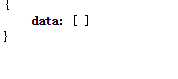 {
    data: [ ]
}